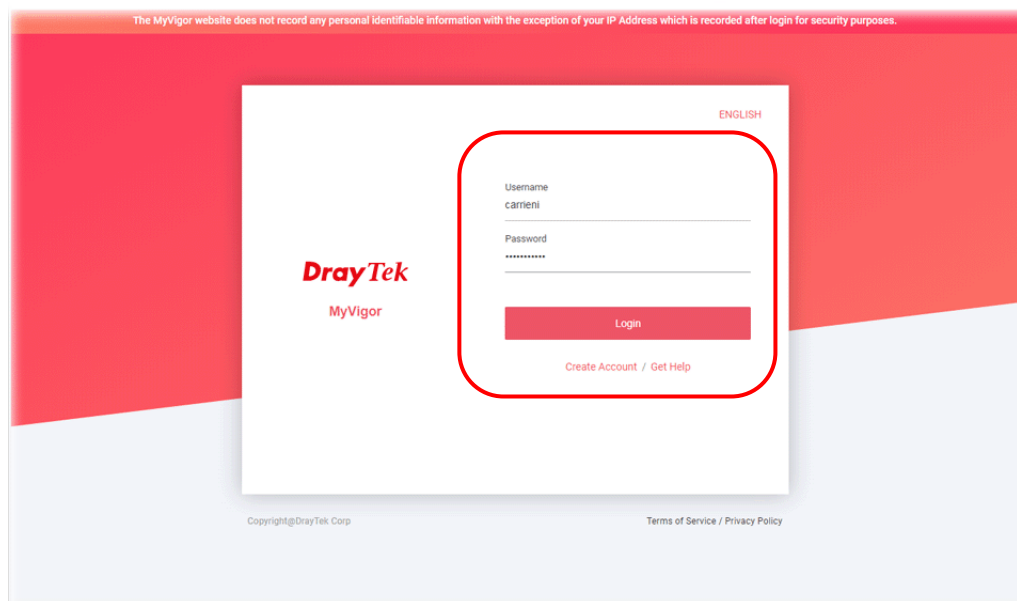 The MyVigor website does not record any personal identifiable information with the exception of your IP Address which is recorded after login for security purposes.
ENGLISH
Username
carrieni
Password
•••••••••••
DrayTek
MyVigor
Login
Create Account / Get Help
Copyright@DrayTek Corp
Terms of Service / Privacy Policy